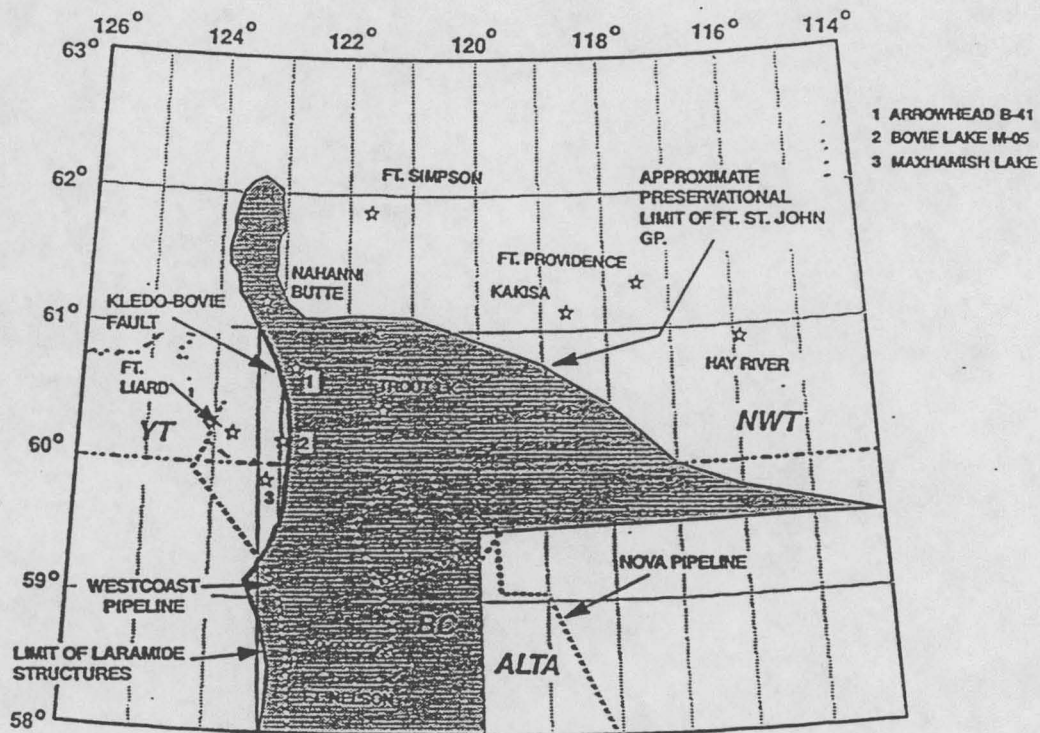 126° 124° 122° 120° 118° 116° 114°
63°
1 ARROWHEAD B-41
2 BOVIE LAKE M-05
3 MAXHAMISH LAKE
62°
FT. SIMPSON
APPROXIMATE
PRESERVATIONAL
LIMIT OF FT. ST. JOHN
GP.
NAHANNI
BUTTE
FT. PROVIDENCE
KAKISA
KLEDO-BOVIE
FAULT
61°
HAY RIVER
FT.
LIARD
1
TROUT LK
YT
2
NWT
60°
3
59°
WESTCOAST
PIPELINE
NOVA PIPELINE
BC
LIMIT OF LARAMIDE
STRUCTURES
ALTA
FT. NELSON
58°